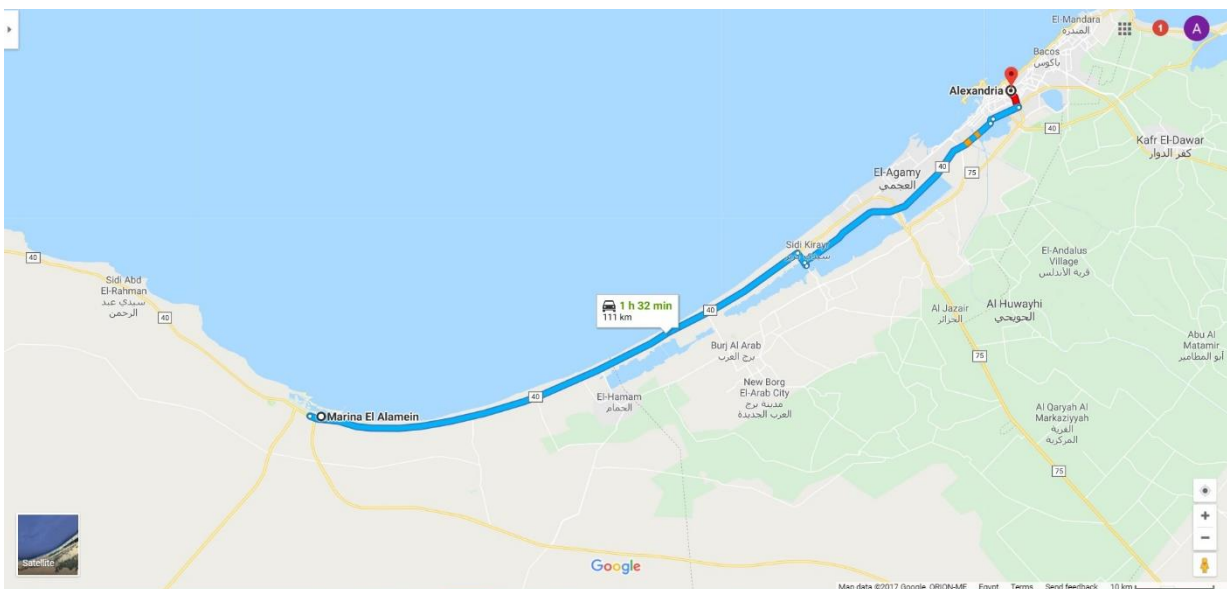 El-Mandara
المندرة
1
A
Bacos
باكوس
Alexandria
40
Kafr El-Dawar
كفر الدوار
40
75
El-Agamy
العجمي
Sidi Kirayr
40
Sidi Abd
El-Rahman
سيدي عبد
الرحمن
40
El-Andalus
Village
قرية الأندلس
1 h 32 min
111 km
40
Al Jazair
الجزائر
Al Huwayhi
الحويحي
Abu Al
Matamir
أبو المطامير
Burj Al Arab
برج العرب
75
New Borg
El-Arab City
مدينة برج
العرب الجديدة
El-Hamam
الحمام
40
40
Marina El Alamein
Al Qaryah Al
Markaziyyah
القرية
المركزية
75
Satellite
Google
Map data ©2017 Google, ORION-ME Egypt Terms Send feedback 10 km